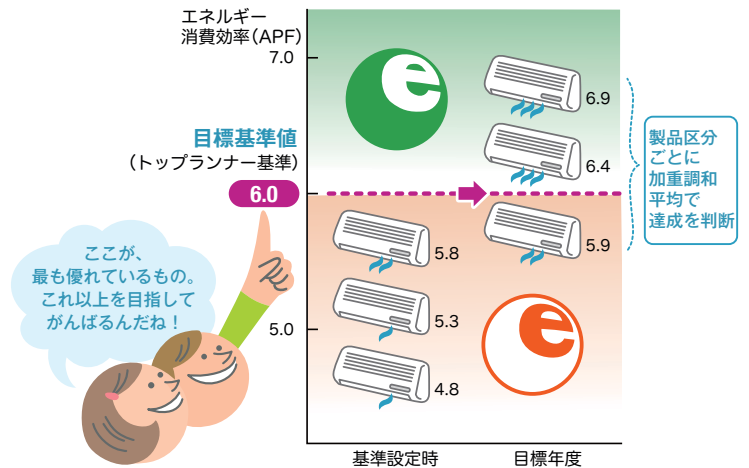 エネルギー
消費効率(APF)
7.0
6.9
6.4
製品区分
ごとに
加重調和
平均で
達成を判断
目標基準値
(トップランナー基準)
6.0
5.9
5.8
ここが、
最も優れているもの。
これ以上を目指して
がんばるんだね!
5.3
5.0
4.8
基準設定時
目標年度
e
e